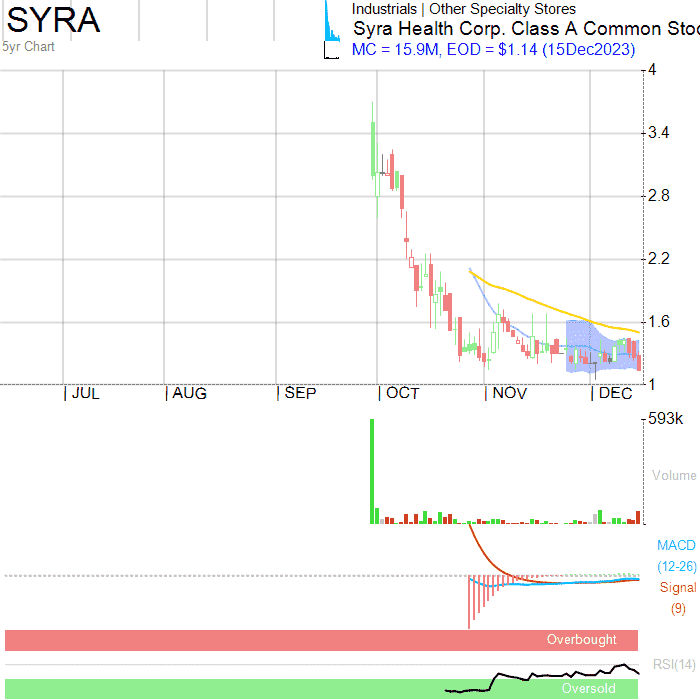 SYRA
5yr Chart
Industrials | Other Specialty Stores
Syra Health Corp. Class A Common Stoc
MC = 15.9M, EOD = $1.14 (15Dec2023)
4
3.4
2.8
2.2
1.6
1
JUL AUG SEP OCT NOV DEC
593k
Volume
MACD
(12-26)
Signal
(9)
Overbought
RSI(14)
Oversold